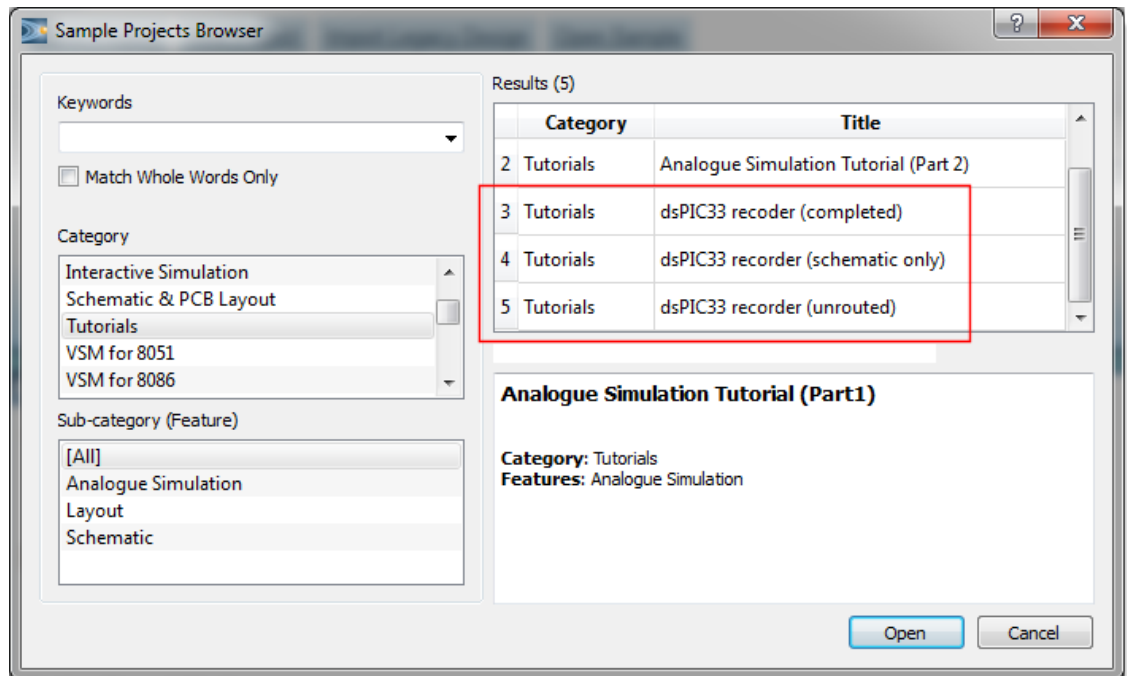 Sample Projects Browser
?
X
Keywords
Match Whole Words Only
Category
Interactive Simulation
Schematic & PCB Layout
Tutorials
VSM for 8051
VSM for 8086
Sub-category (Feature)
[All]
Analogue Simulation
Layout
Schematic
Results (5)
Category Title
2 Tutorials Analogue Simulation Tutorial (Part 2)
3 Tutorials dsPIC33 recoder (completed)
4 Tutorials dsPIC33 recorder (schematic only)
5 Tutorials dsPIC33 recorder (unrouted)
Analogue Simulation Tutorial (Part1)
Category: Tutorials
Features: Analogue Simulation
Open Cancel